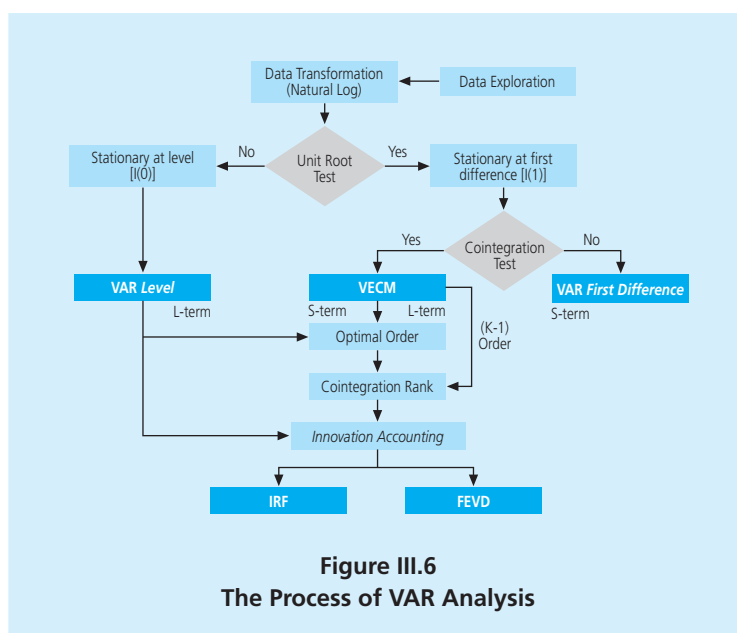 Data Transformation
(Natural Log)
Data Exploration
No
Unit Root
Test
Yes
Stationary at level
[I(0)]
Stationary at first
difference [I(1)]
Yes
Cointegration
Test
No
VAR Level
L-term
VECM
S-term
L-term
VAR First Difference
S-term
(K-1)
Order
Optimal Order
Cointegration Rank
Innovation Accounting
IRF
FEVD
Figure III.6
The Process of VAR Analysis